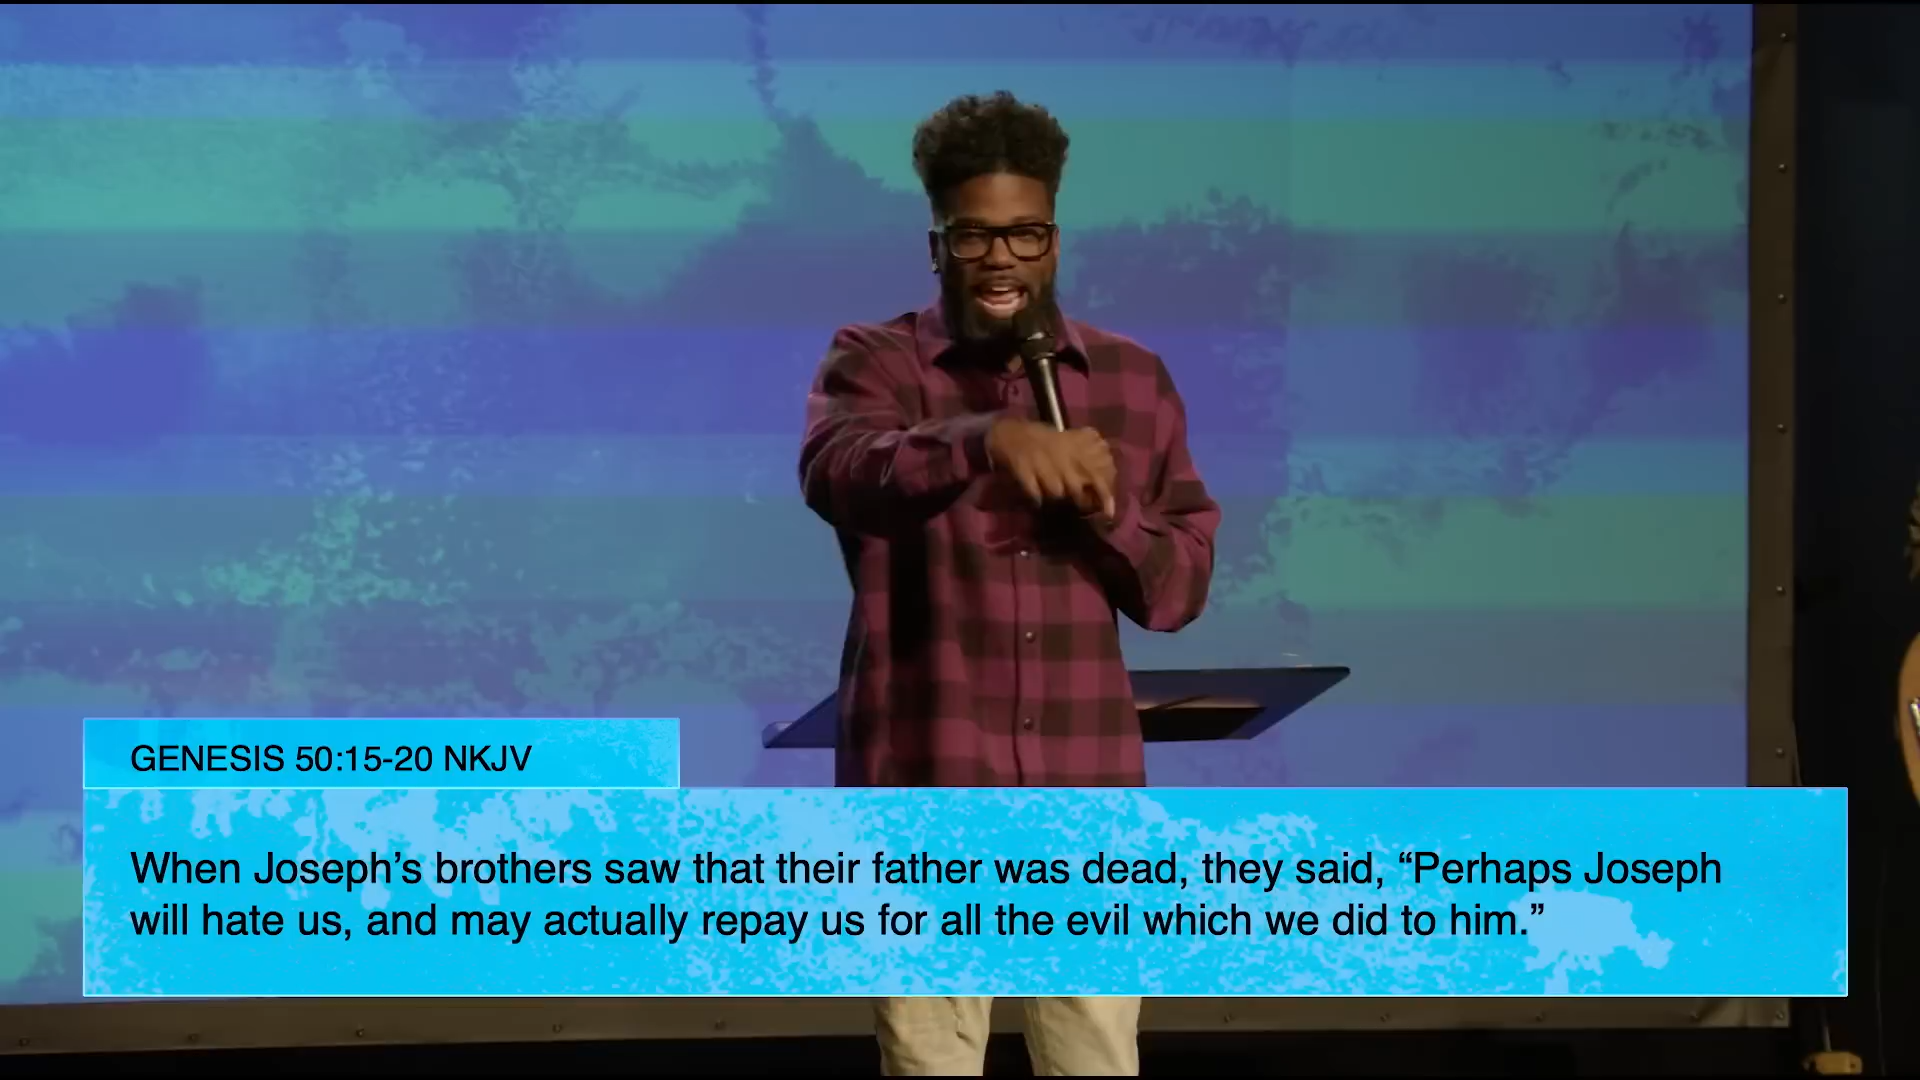 GENESIS 50:15-20 NKJV
When Joseph’s brothers saw that their father was dead, they said, “Perhaps Joseph
will hate us, and may actually repay us for all the evil which we did to him.”